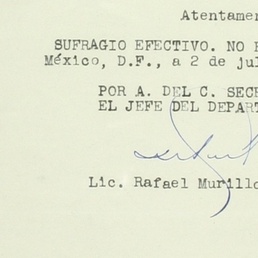 Atentamen
SUFRAGIO EFECTIVO. NO R
México, D.F., a 2 de jul
POR A. DEL C. SECR
EL JEFE DEL DEPART
Lic. Rafael Murillo